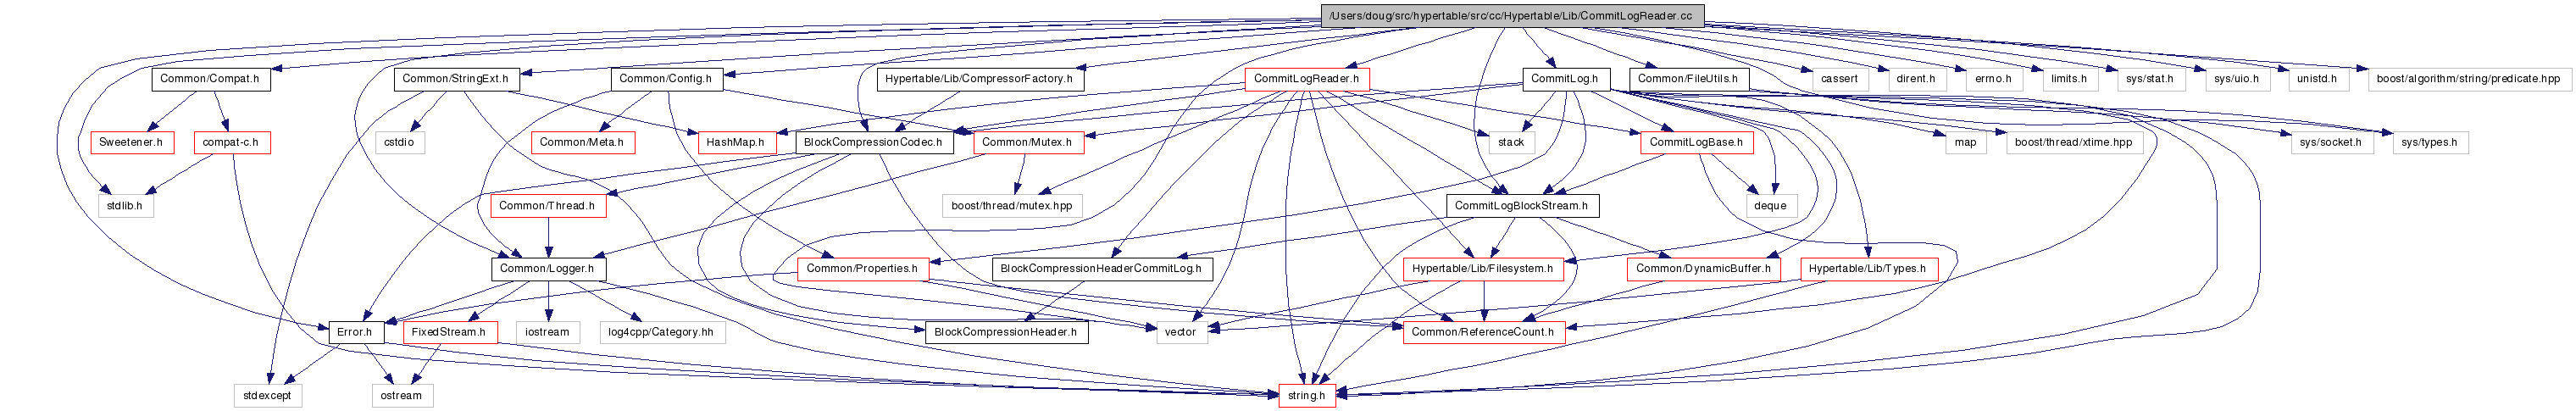 /Users/doug/src/hypertable/src/cc/Hypertable/Lib/CommitLogReader.cc
Common/Compat.h
Common/StringExt.h
Common/Config.h
Hypertable/Lib/CompressorFactory.h
CommitLogReader.h
CommitLog.h
Common/FileUtils.h
cassert
dirent.h
errno.h
limits.h
sys/stat.h
sys/uio.h
unistd.h
boost/algorithm/string/predicate.hpp
Sweetener.h
compat-c.h
cstdio
Common/Meta.h
HashMap.h
BlockCompressionCodec.h
Common/Mutex.h
stack
CommitLogBase.h
map
boost/thread/xtime.hpp
sys/socket.h
sys/types.h
stdlib.h
Common/Thread.h
boost/thread/mutex.hpp
CommitLogBlockStream.h
deque
Common/Logger.h
Common/Properties.h
BlockCompressionHeaderCommitLog.h
Hypertable/Lib/Filesystem.h
Common/DynamicBuffer.h
Hypertable/Lib/Types.h
Error.h
FixedStream.h
iostream
log4cpp/Category.hh
BlockCompressionHeader.h
vector
Common/ReferenceCount.h
stdexcept
ostream
string.h